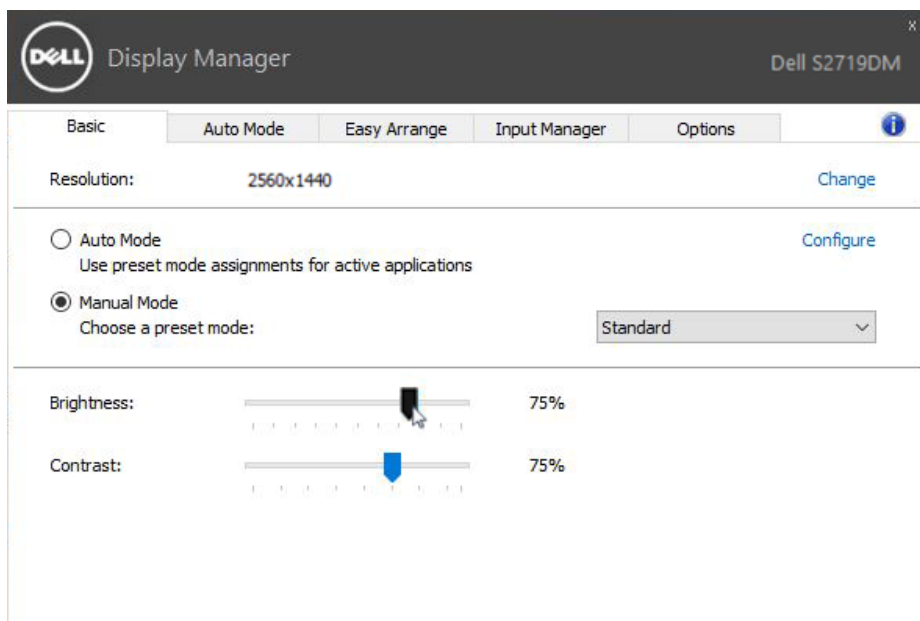 DELL Display Manager
x
Dell S2719DM
Basic Auto Mode Easy Arrange Input Manager Options i
Resolution: 2560x1440 Change
Auto Mode Configure
Use preset mode assignments for active applications
Manual Mode
Choose a preset mode: Standard
Brightness: 75%
Contrast: 75%